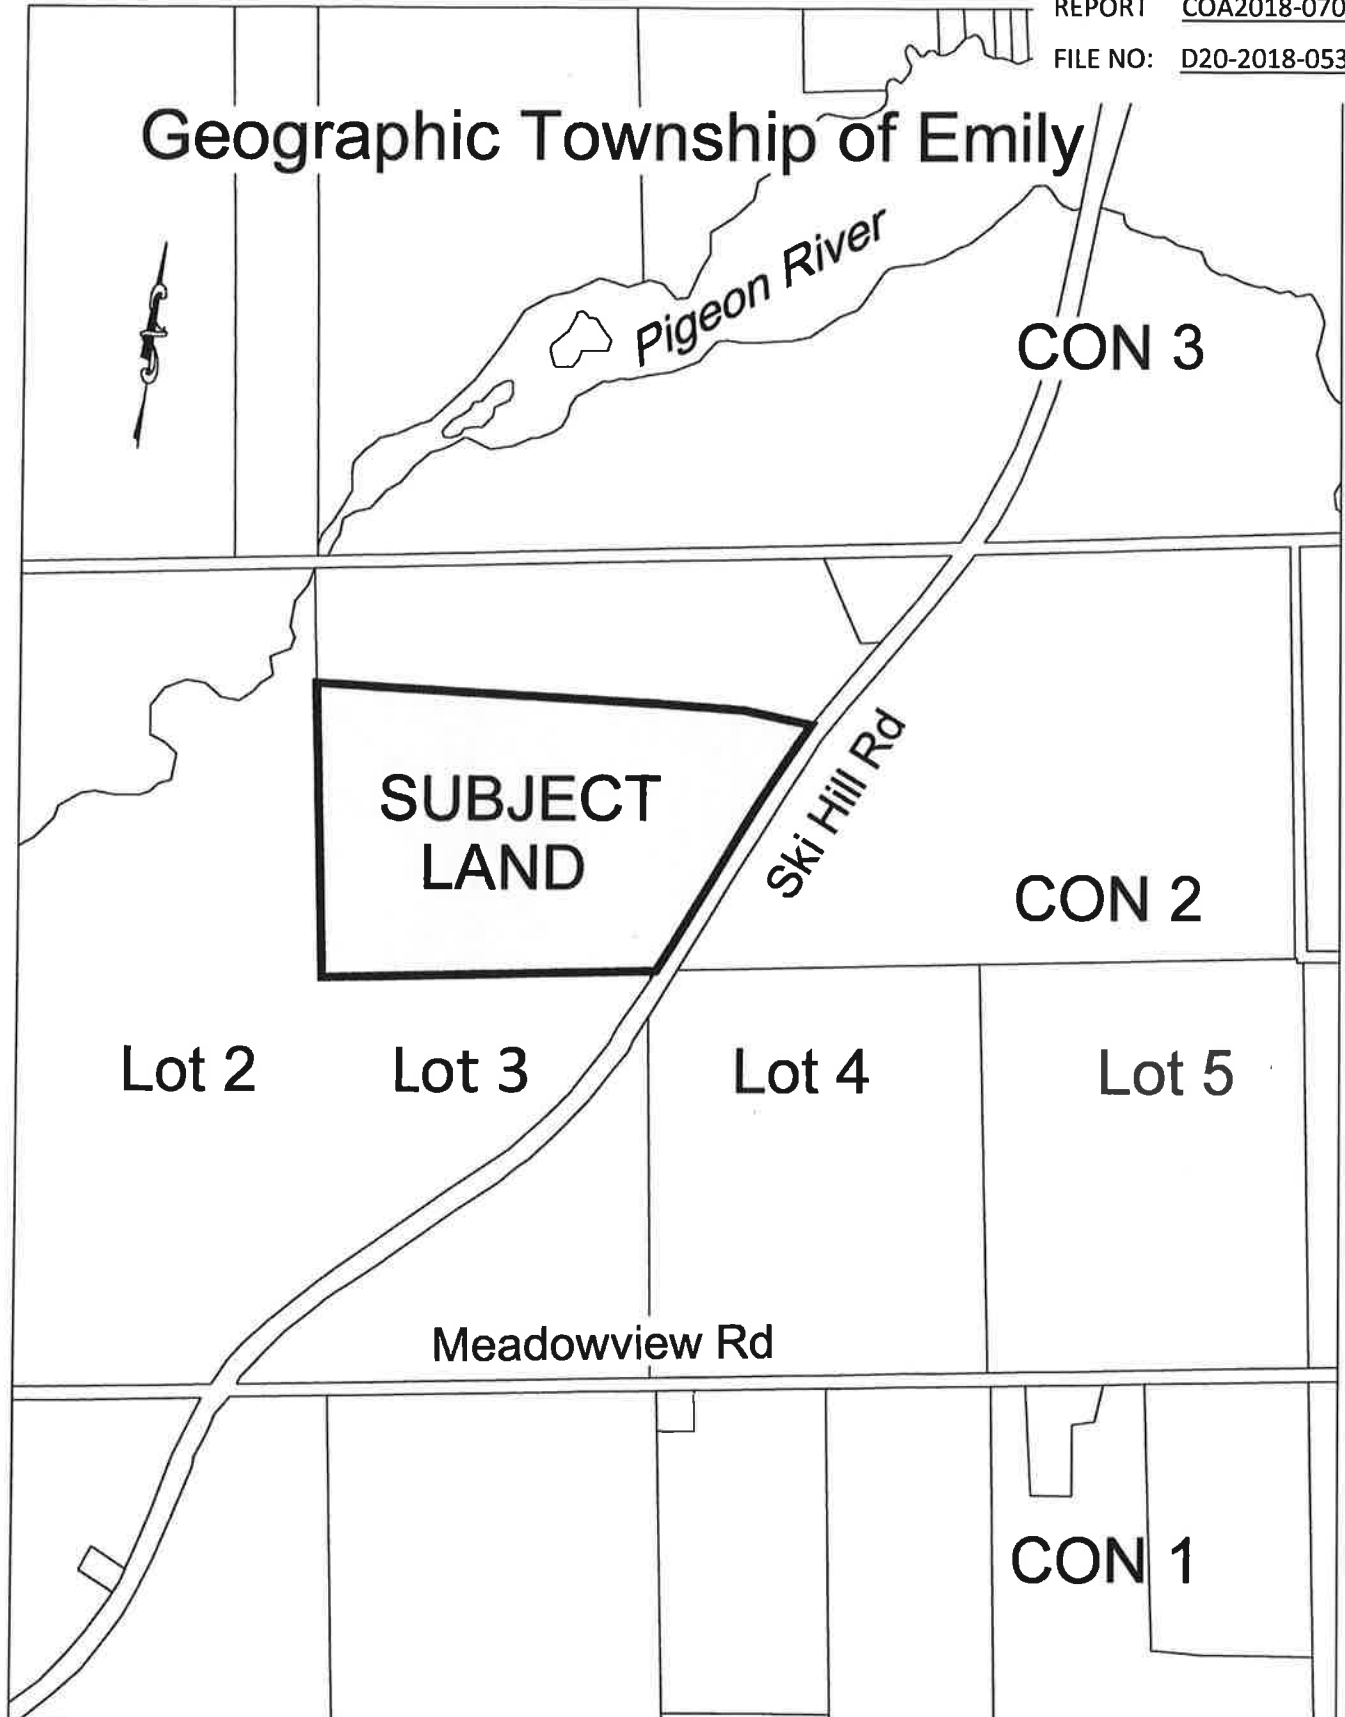 REPORT COA2018-070
FILE NO: D20-2018-053
Geographic Township of Emily
Pigeon River
CON 3
SUBJECT
LAND
Ski Hill Rd
CON 2
Lot 2 Lot 3 Lot 4 Lot 5
Meadowview Rd
CON 1